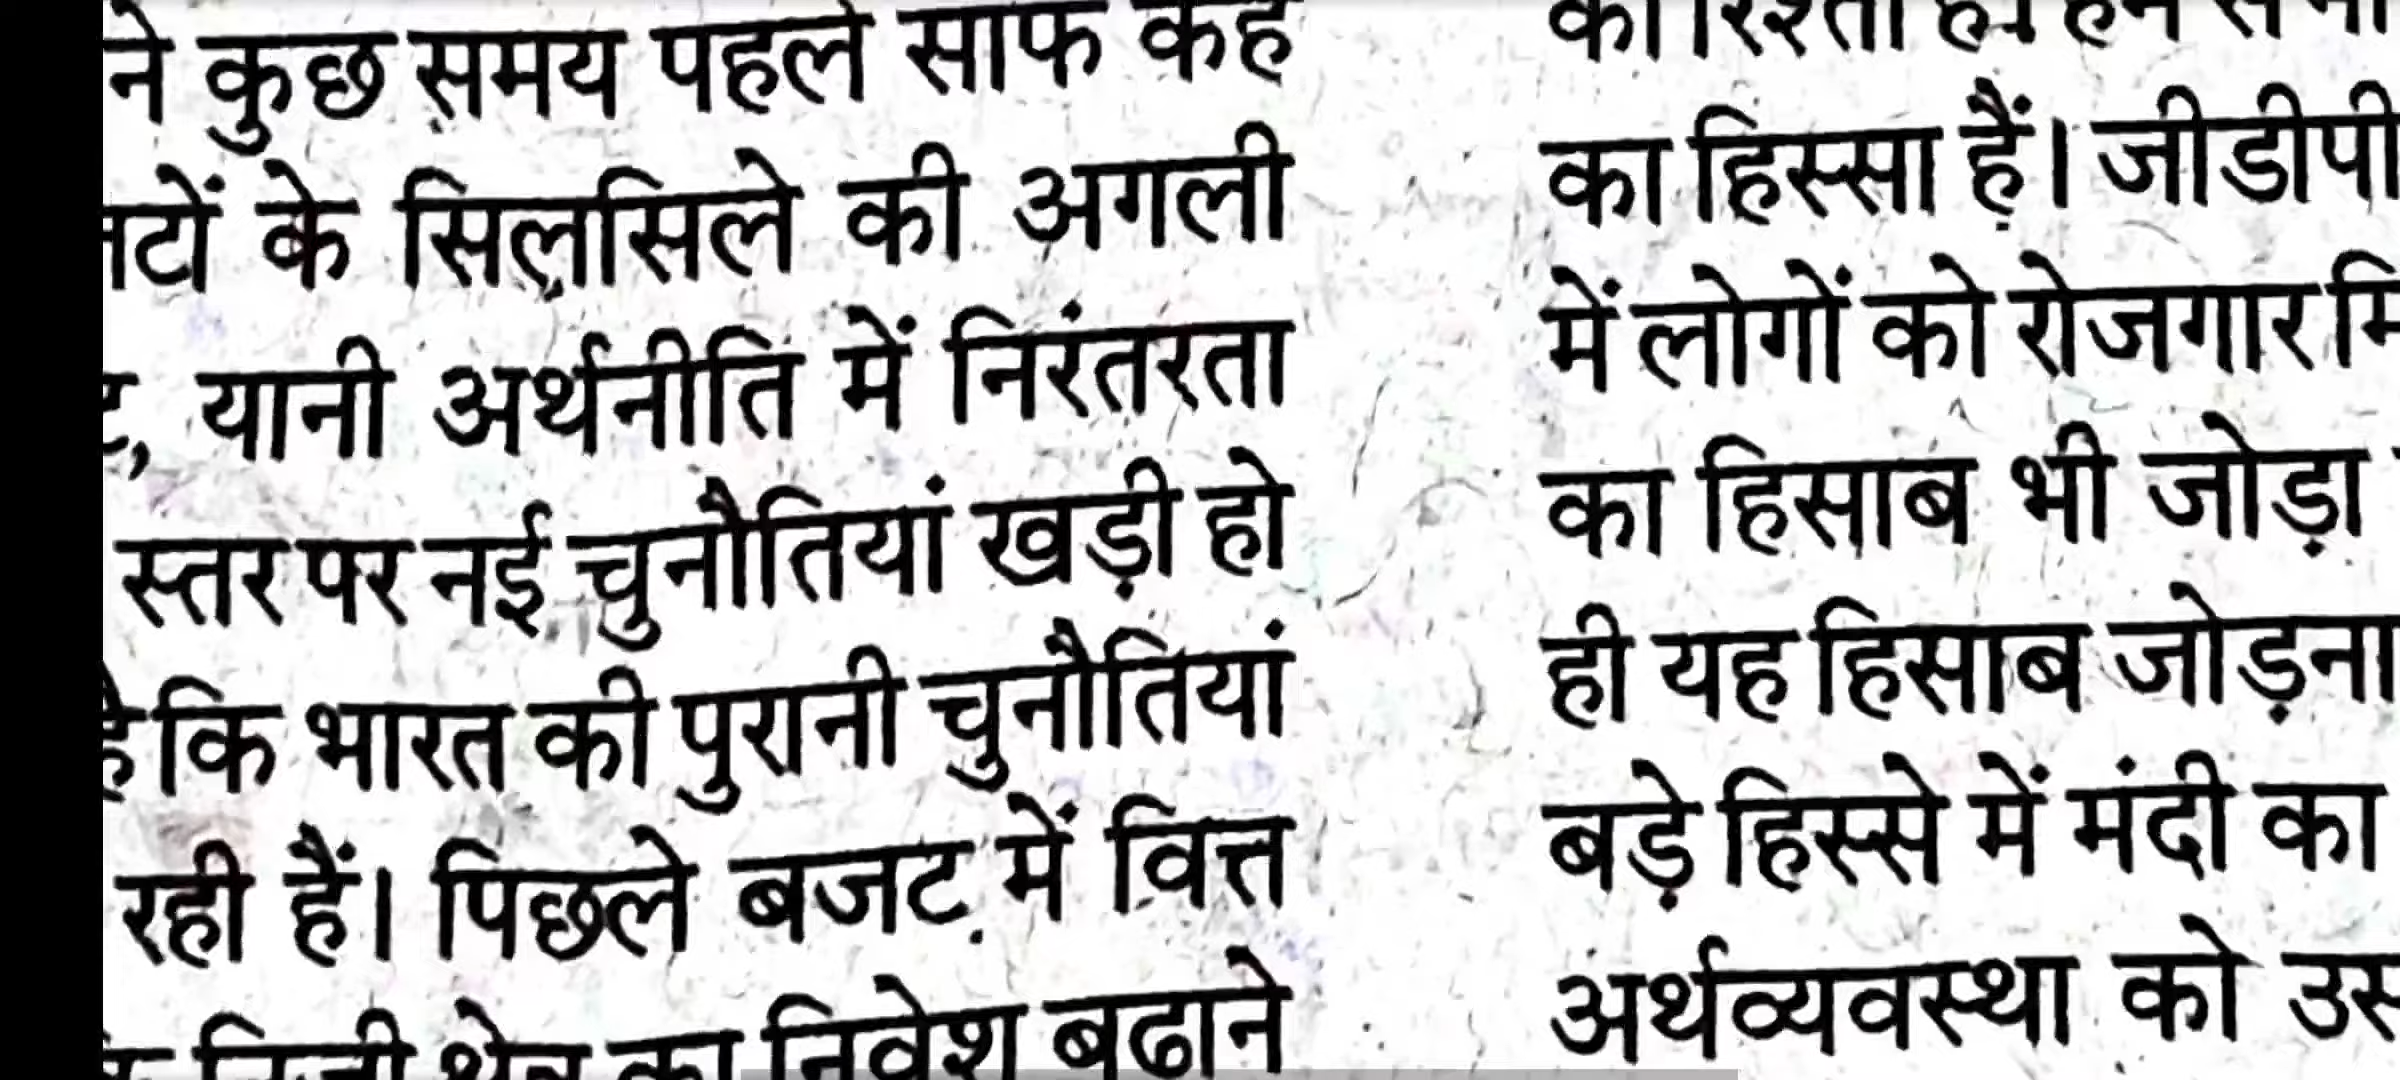 ने कुछ समय पहले साफ कह
के सिलसिले की अगली
यानी अर्थनीति में निरंतरता
स्तर पर नई चुनौतियां खड़ी हो
कि भारत की पुरानी चुनौतियां
रही हैं। पिछले बजट में वित्त
निजी क्षेत्र का निवेश बढ़ाने
का हिस्सा हैं। जीडीपी
में लोगों को रोजगार
का हिसाब भी जोड़ा
ही यह हिसाब जोड़ना
बड़े हिस्से में मंदी का
अर्थव्यवस्था को